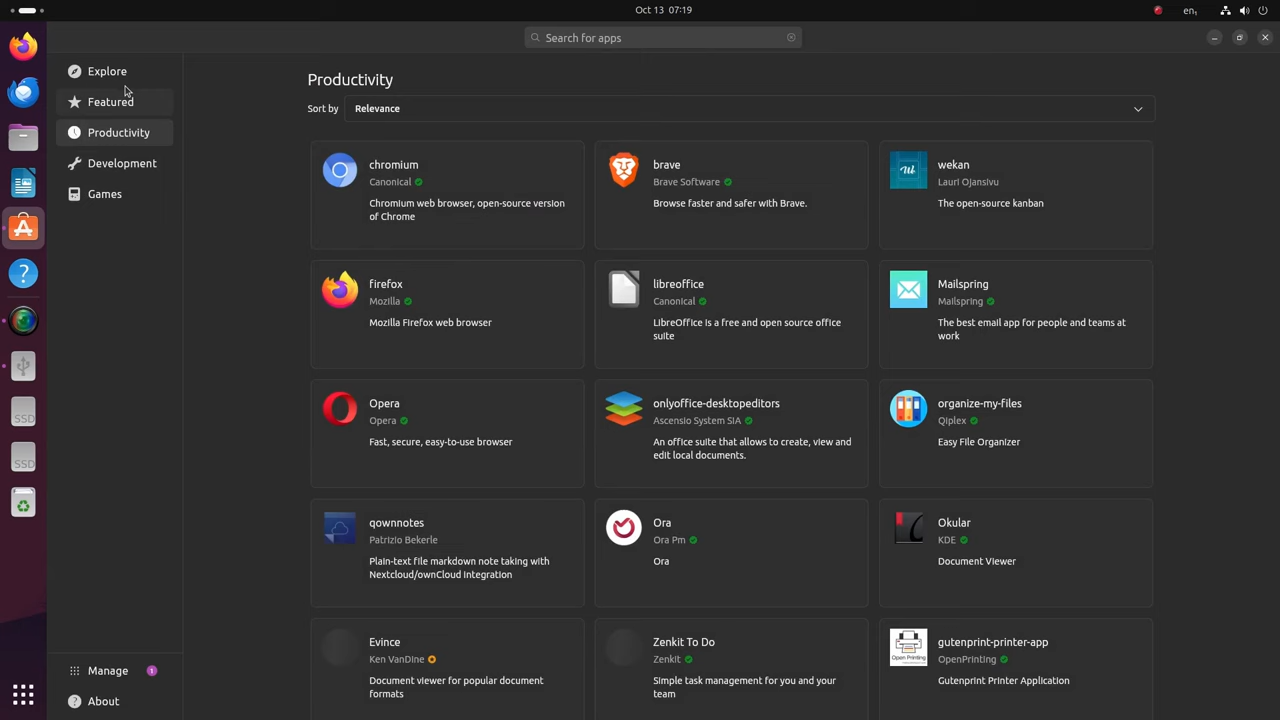 Oct 13 07:19
en
Search for apps
Explore
Featured
Productivity
Development
Games
Manage 1
About
Productivity
Sort by Relevance
chromium
Canonical
Chromium web browser, open-source version
of Chrome
brave
Brave Software
Browse faster and safer with Brave.
wekan
Lauri Ojansivu
The open-source kanban
firefox
Mozilla
Mozilla Firefox web browser
libreoffice
Canonical
LibreOffice is a free and open source office
suite
Mailspring
Mailspring
The best email app for people and teams at
work
Opera
Opera
Fast, secure, easy-to-use browser
onlyoffice-desktopeditors
Ascensio System SIA
An office suite that allows to create, view and
edit local documents.
organize-my-files
Qiplex
Easy File Organizer
qownnotes
Patrizio Bekerle
Plain-text file markdown note taking with
Nextcloud/ownCloud integration
Ora
Ora Pm
Ora
Okular
KDE
Document Viewer
Evince
Ken VanDine
Document viewer for popular document
formats
Zenkit To Do
Zenkit
Simple task management for you and your
team
Open Printing
gutenprint-printer-app
OpenPrinting
Gutenprint Printer Application
SSD
SSD